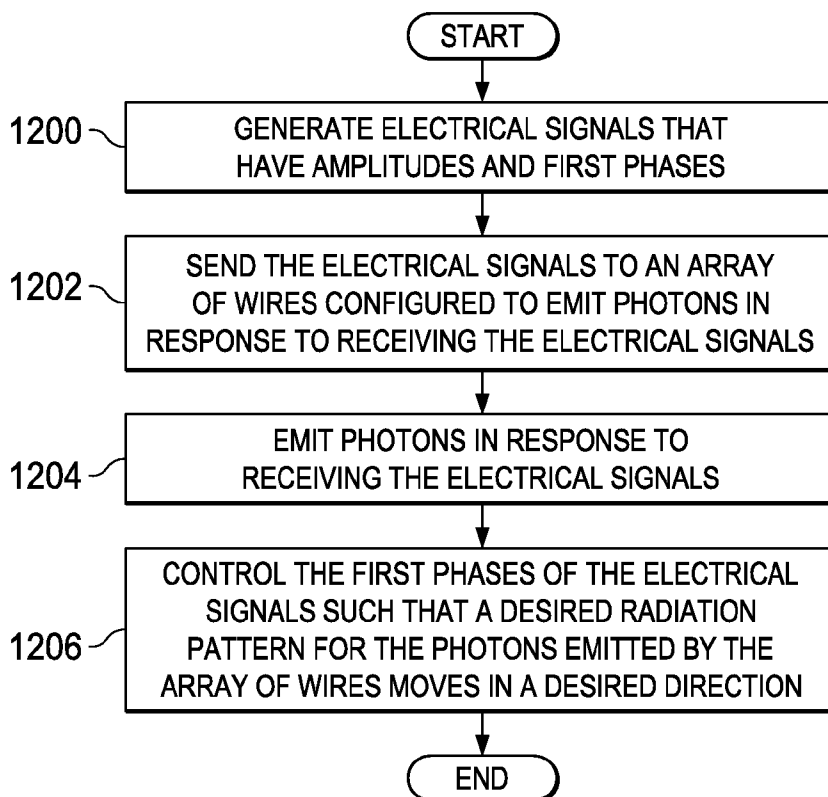 START
1200
GENERATE ELECTRICAL SIGNALS THAT
HAVE AMPLITUDES AND FIRST PHASES
1202
SEND THE ELECTRICAL SIGNALS TO AN ARRAY
OF WIRES CONFIGURED TO EMIT PHOTONS IN
RESPONSE TO RECEIVING THE ELECTRICAL SIGNALS
1204
EMIT PHOTONS IN RESPONSE TO
RECEIVING THE ELECTRICAL SIGNALS
1206
CONTROL THE FIRST PHASES OF THE ELECTRICAL
SIGNALS SUCH THAT A DESIRED RADIATION
PATTERN FOR THE PHOTONS EMITTED BY THE
ARRAY OF WIRES MOVES IN A DESIRED DIRECTION
END